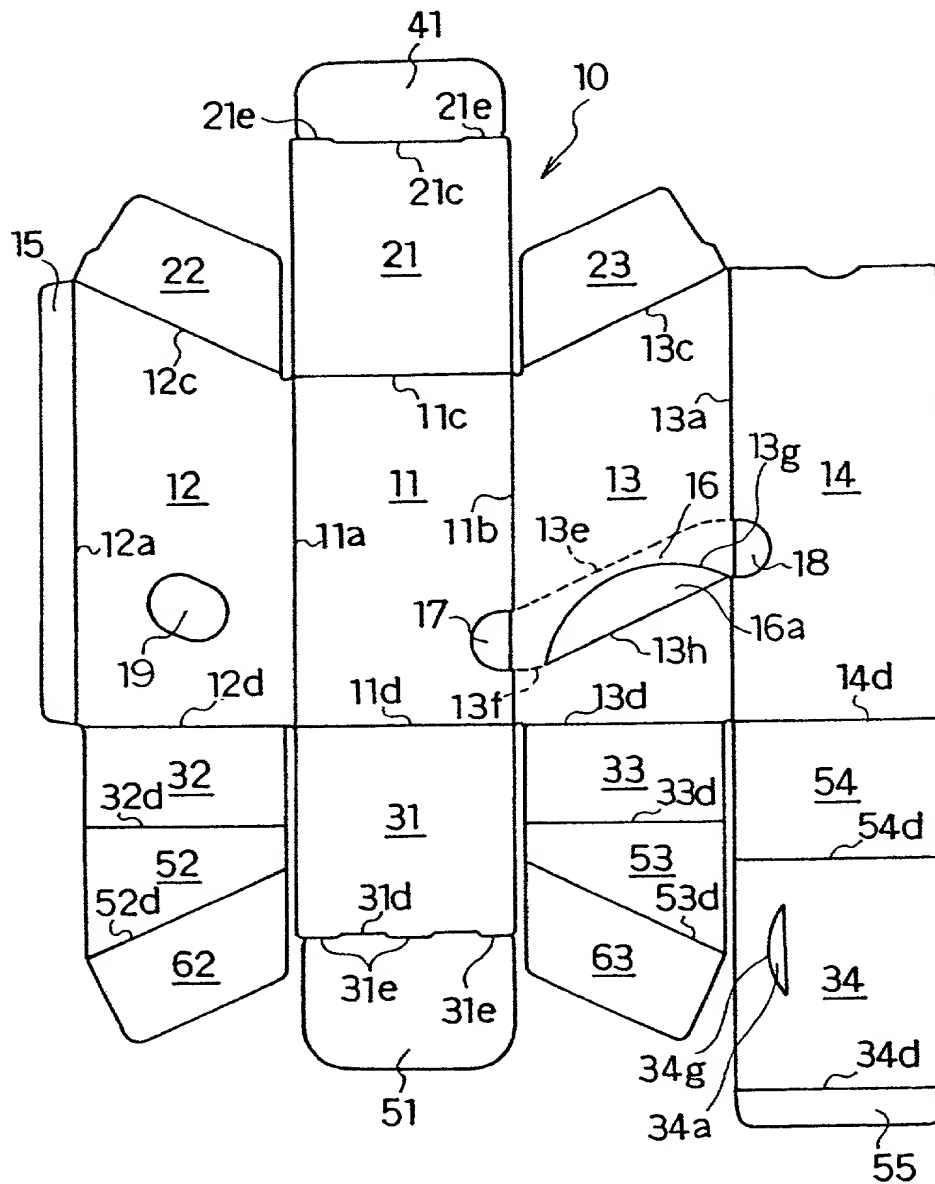 41
10
21e 21e
21c
15
22 21 23
12c 11c 13c
13a
13g
12 11 13 16 14
12a 11a 11b 13e
18
17 16a
19 12d 11d 13f 13h 13d 14d
32 33 54
32d 31 33d
54d
52 53
52d 31d 53d
62 63 34
31e 31e
34g 34d
51 34a
55